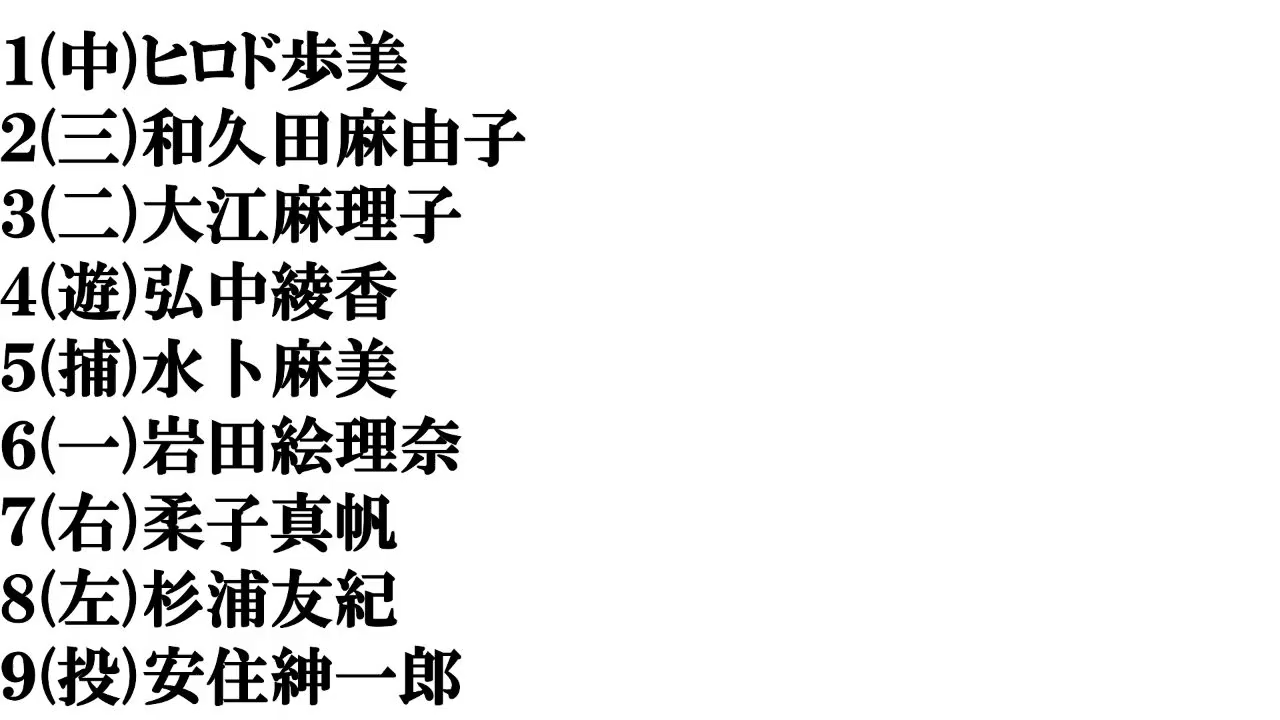 1(中)ヒロド歩美
2(三)和久田麻由子
3(二)大江麻理子
4(遊)弘中綾香
5(捕)水卜麻美
6(一)岩田絵理奈
7(右)桑子真帆
8(左)杉浦友紀
9(投)安住紳一郎